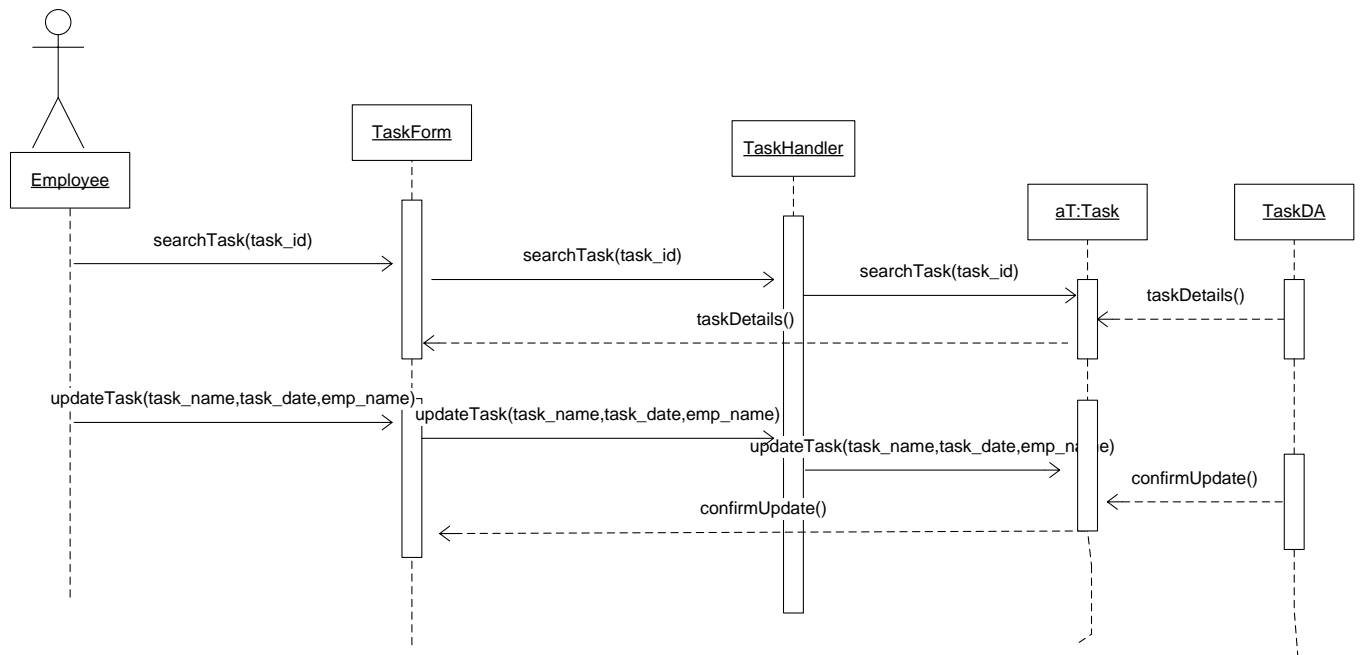 TaskForm
TaskHandler
Employee
aT:Task
TaskDA
searchTask(task_id)
searchTask(task_id)
searchTask(task_id)
taskDetails()
taskDetails()
updateTask(task_name,task_date,emp_name)
updateTask(task_name,task_date,emp_name)
updateTask(task_name,task_date,emp_name)
confirmUpdate()
confirmUpdate()